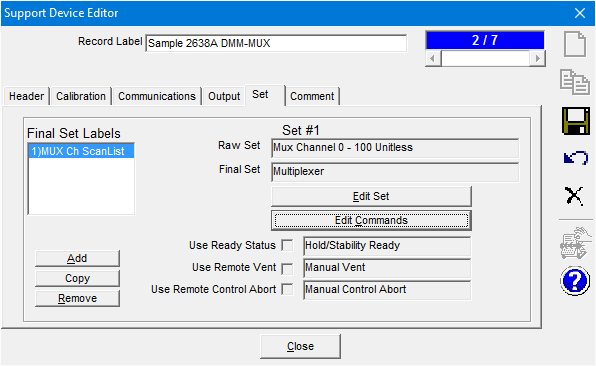 Support Device Editor
Record Label
Sample 2638A DMM-MUX
2 / 7
Header
Calibration
Communications
Output
Set
Comment
Final Set Labels
1)MUX Ch ScanList
Set #1
Raw Set
Mux Channel 0 - 100 Unitless
Final Set
Multiplexer
Edit Set
Edit Commands
Use Ready Status
Hold/Stability Ready
Use Remote Vent
Manual Vent
Use Remote Control Abort
Manual Control Abort
Add
Copy
Remove
Close